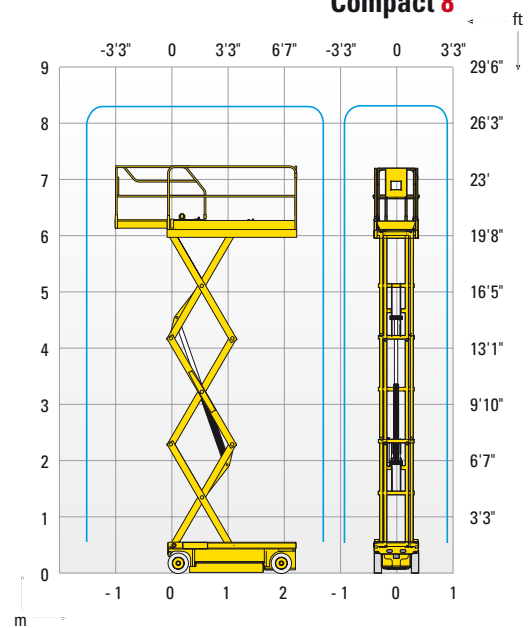 Compact 8
ft
-3'3" 0 3'3" 6'7" -3'3" 0 3'3"
9 29'6"
8 26'3"
7 23'
6 19'8"
5 16'5"
4 13'1"
3 9'10"
2 6'7"
1 3'3"
0
- 1 0 1 2 - 1 0 1
m